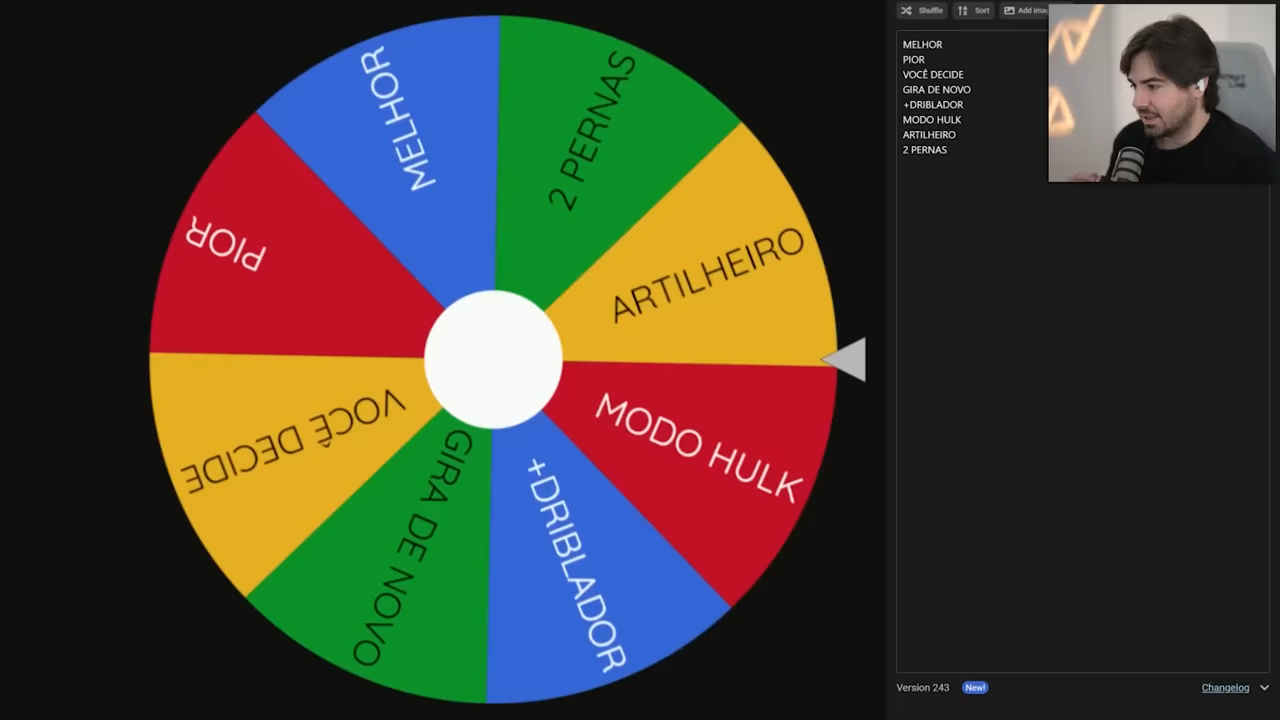 Shuffle
Sort
Add
MELHOR
PIOR
VOCÊ DECIDE
GIRA DE NOVO
+DRIBLADOR
MODO HULK
ARTILHEIRO
2 PERNAS
MELHOR
2 PERNAS
ARTILHEIRO
MODO HULK
+DRIBLADOR
GIRA DE NOVO
VOCÊ DECIDE
PIOR
Version 243
New!
Changelog